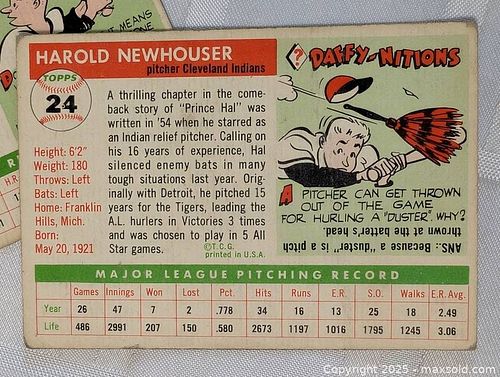 HAROLD NEWHOUSER
pitcher Cleveland Indians
TOPPS
24
A thrilling chapter in the come-
back story of "Prince Hal" was
written in '54 when he starred as
an Indian relief pitcher. Calling on
his 16 years of experience, Hal
silenced enemy bats in many
tough situations last year. Orig-
inally with Detroit, he pitched 15
years for the Tigers, leading the
A.L. hurlers in Victories 3 times
and was chosen to play in 5 All
Star games.
©T.C.G.
printed in U.S.A.
Height: 6'2"
Weight: 180
Throws: Left
Bats: Left
Home: Franklin
Hills, Mich.
Born:
May 20, 1921
? DAFFY-NITIONS
A PITCHER CAN GET THROWN
OUT OF THE GAME
FOR HURLING A "DUSTER". WHY?
ANS.: Because a "duster" is a pitch
thrown at the batter's head.
MAJOR LEAGUE PITCHING RECORD
Games Innings Won Lost Pct. Hits Runs E.R. S.O. Walks E.R. Avg.
Year 26 47 7 2 .778 34 16 13 25 18 2.49
Life 486 2991 207 150 .580 2673 1197 1016 1795 1245 3.06
IT MEANS
ONE
Copyright 2025 - maxsold.com